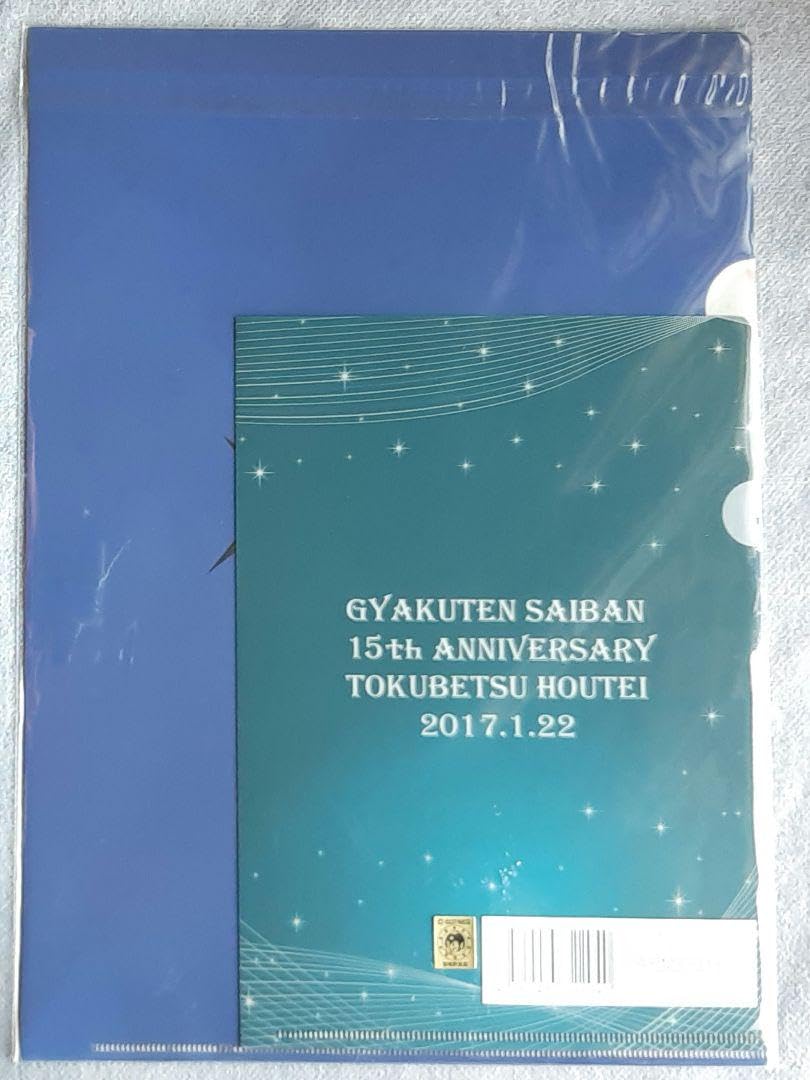 GYAKUTEN SAIBAN
15th ANNIVERSARY
TOKUBETSU HOUTEI
2017.1.22